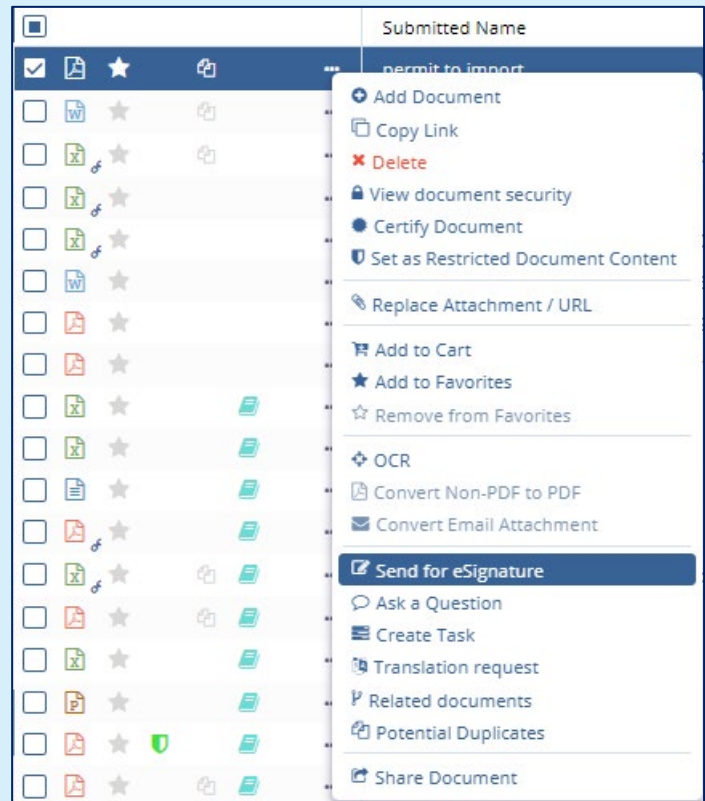 Submitted Name
permit to import
Add Document
Copy Link
Delete
View document security
Certify Document
Set as Restricted Document Content
Replace Attachment / URL
Add to Cart
Add to Favorites
Remove from Favorites
OCR
Convert Non-PDF to PDF
Convert Email Attachment
Send for eSignature
Ask a Question
Create Task
Translation request
Related documents
Potential Duplicates
Share Document